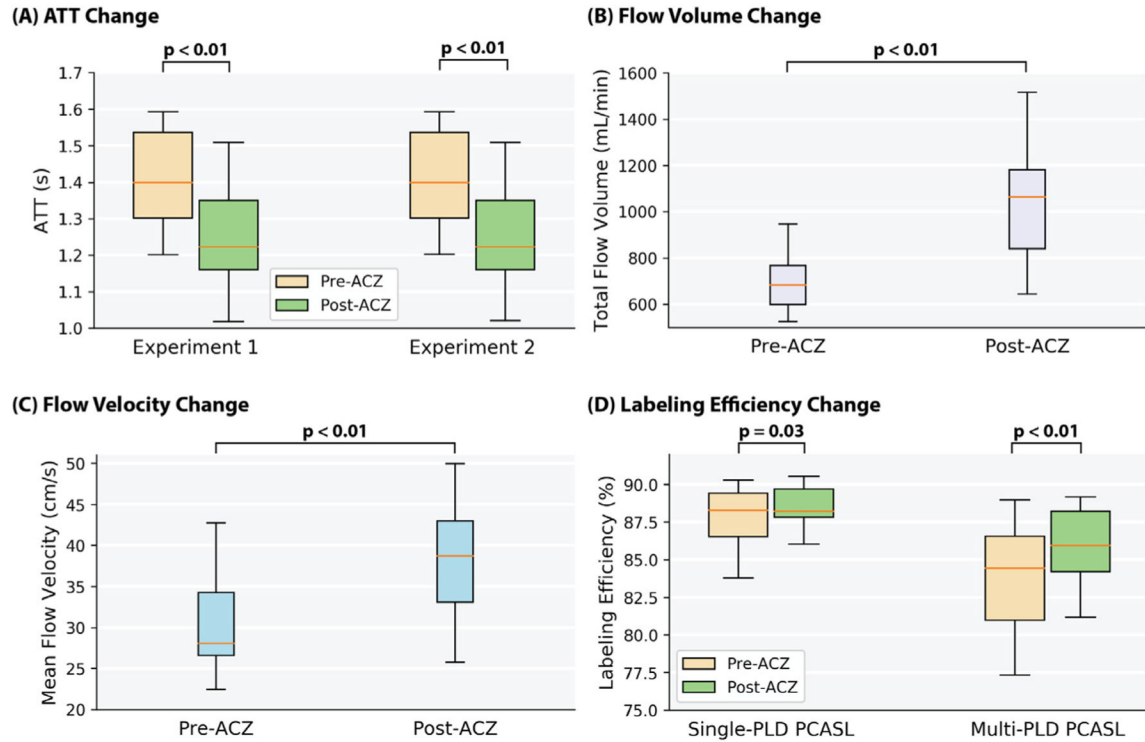 (A) ATT Change
p < 0.01
p < 0.01
1.7
1.6
1.5
1.4
1.3
1.2
1.1
1.0
ATT (s)
Pre-ACZ
Post-ACZ
Experiment 1
Experiment 2
(B) Flow Volume Change
p < 0.01
1600
1400
1200
1000
800
600
Total Flow Volume (mL/min)
Pre-ACZ
Post-ACZ
(C) Flow Velocity Change
p < 0.01
50
45
40
35
30
25
20
Mean Flow Velocity (cm/s)
Pre-ACZ
Post-ACZ
(D) Labeling Efficiency Change
p = 0.03
p < 0.01
90.0
87.5
85.0
82.5
80.0
77.5
75.0
Labeling Efficiency (%)
Pre-ACZ
Post-ACZ
Single-PLD PCASL
Multi-PLD PCASL